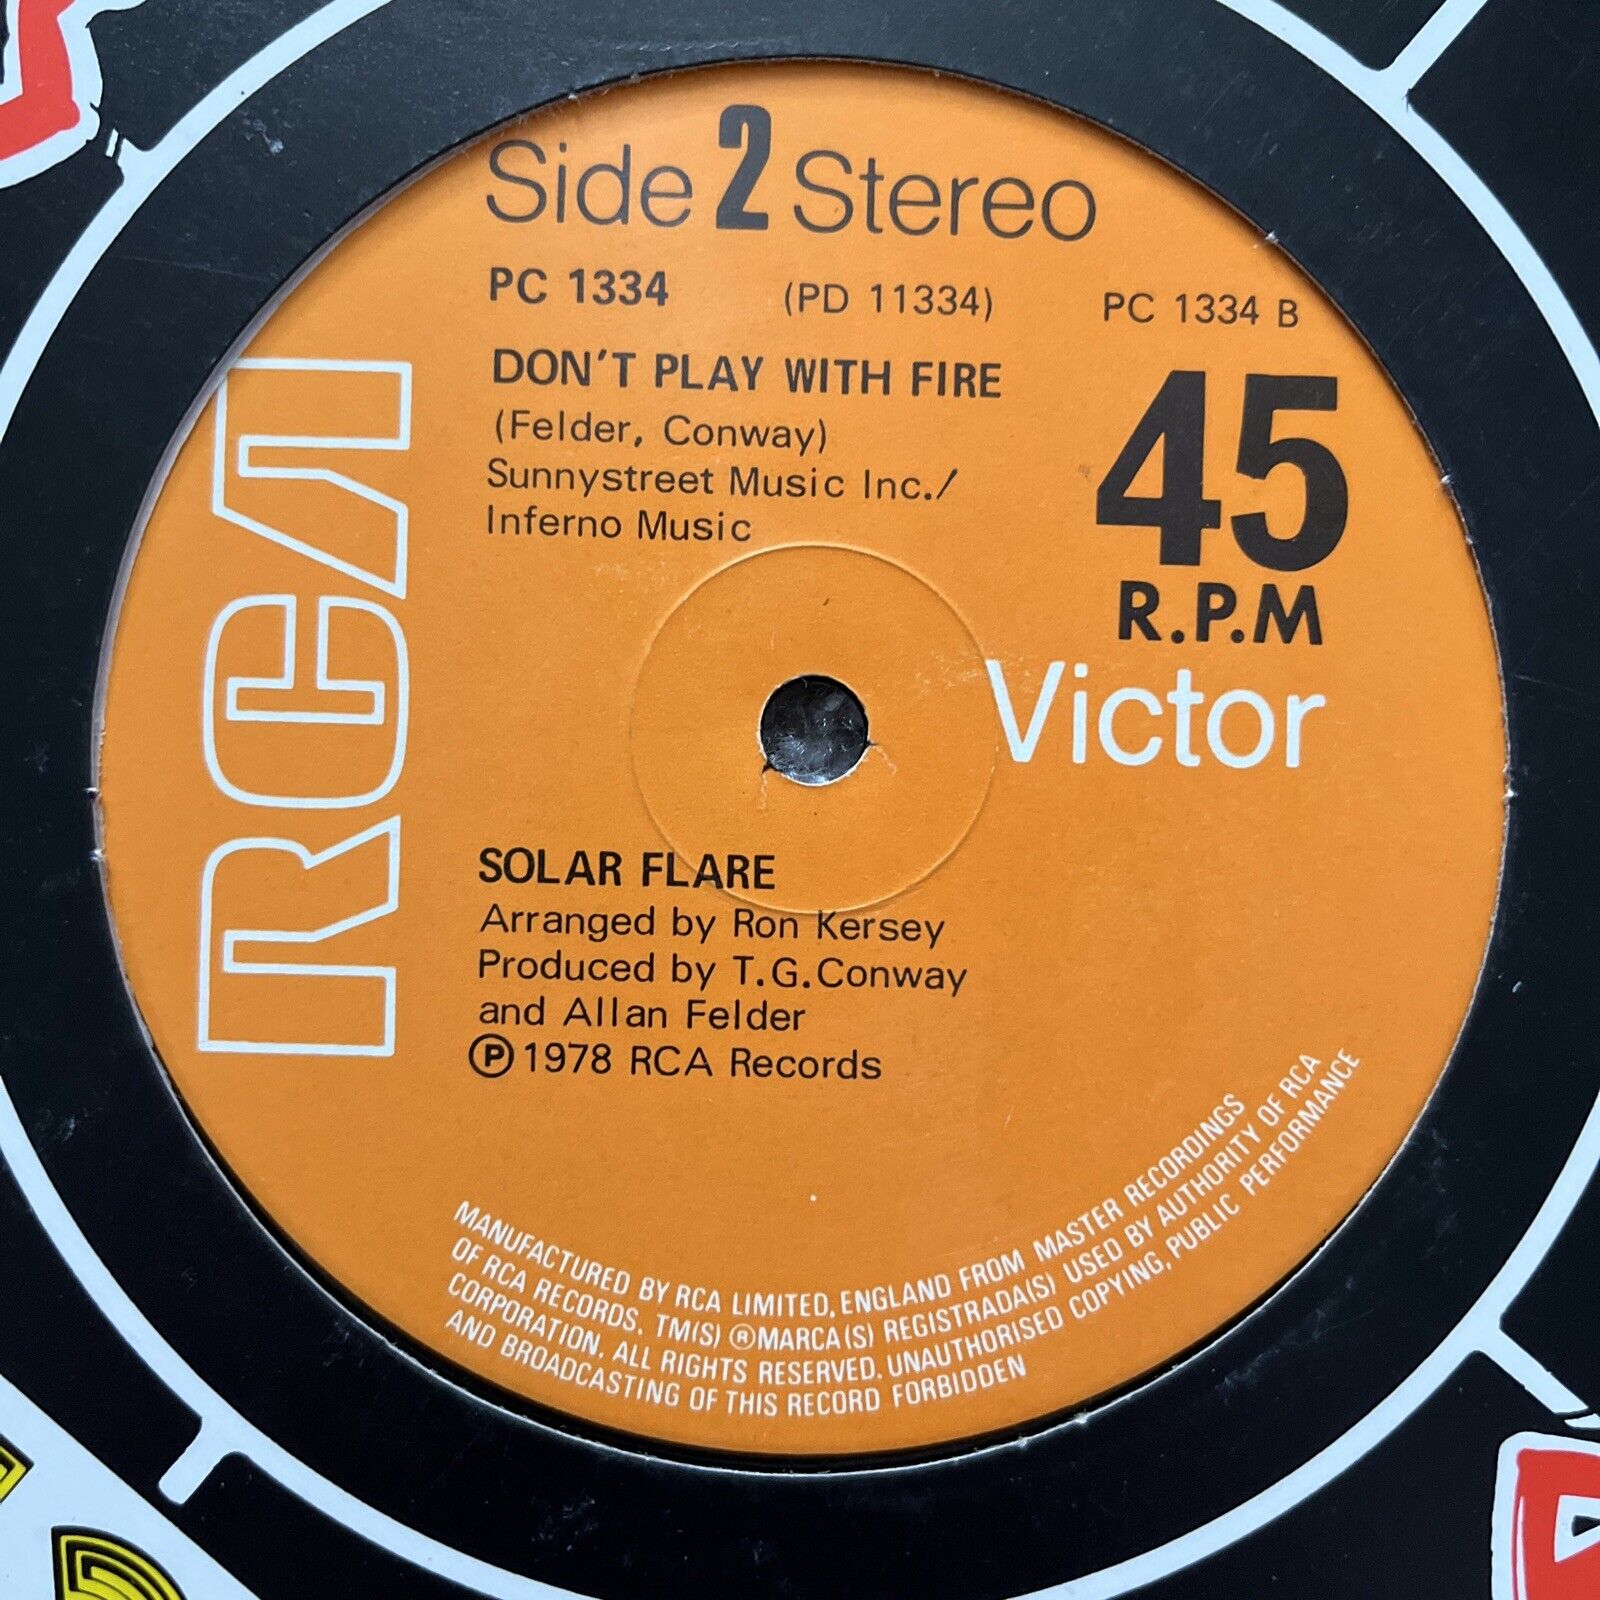 Side 2 Stereo
PC 1334 (PD 11334) PC 1334 B
DON'T PLAY WITH FIRE
(Felder, Conway)
Sunnystreet Music Inc./
Inferno Music
45
R.P.M
RCA
Victor
SOLAR FLARE
Arranged by Ron Kersey
Produced by T.G.Conway
and Allan Felder
Ⓟ 1978 RCA Records
MANUFACTURED BY RCA LIMITED, ENGLAND FROM MASTER RECORDINGS
OF RCA RECORDS. TM(S) ® MARCA(S) REGISTRADA(S) USED BY AUTHORITY OF RCA
CORPORATION. ALL RIGHTS RESERVED. UNAUTHORISED COPYING, PUBLIC PERFORMANCE
AND BROADCASTING OF THIS RECORD FORBIDDEN